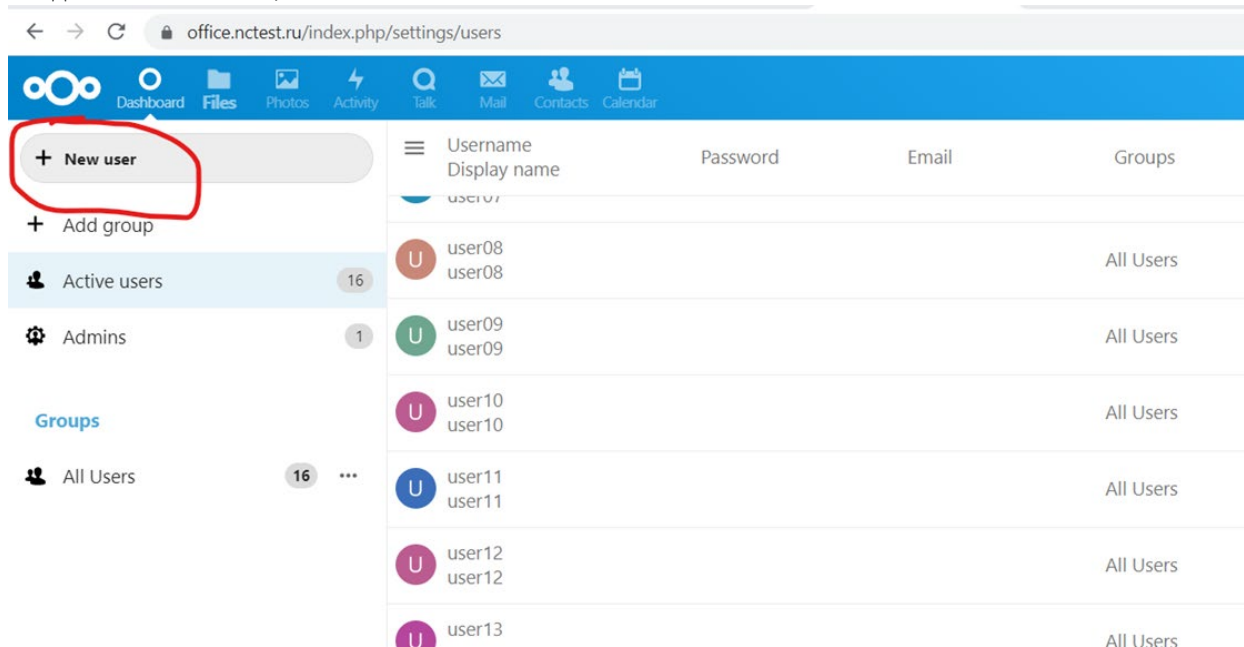 office.nctest.ru/index.php/settings/users
Dashboard Files Photos Activity Talk Mail Contacts Calendar
+ New user
+ Add group
Active users 16
Admins 1
Groups
All Users 16 •••
Username Password Email Groups
Display name
user07
U user08 All Users
user08
U user09 All Users
user09
U user10 All Users
user10
U user11 All Users
user11
U user12 All Users
user12
U user13 All Users